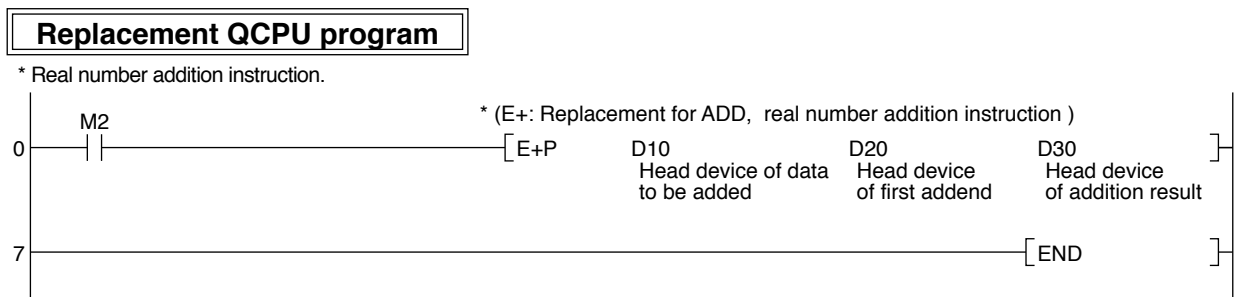 Replacement QCPU program
* Real number addition instruction.
* (E+: Replacement for ADD, real number addition instruction )
M2
0 E+P D10 D20 D30
Head device of data Head device Head device
to be added of first addend of addition result
7 END